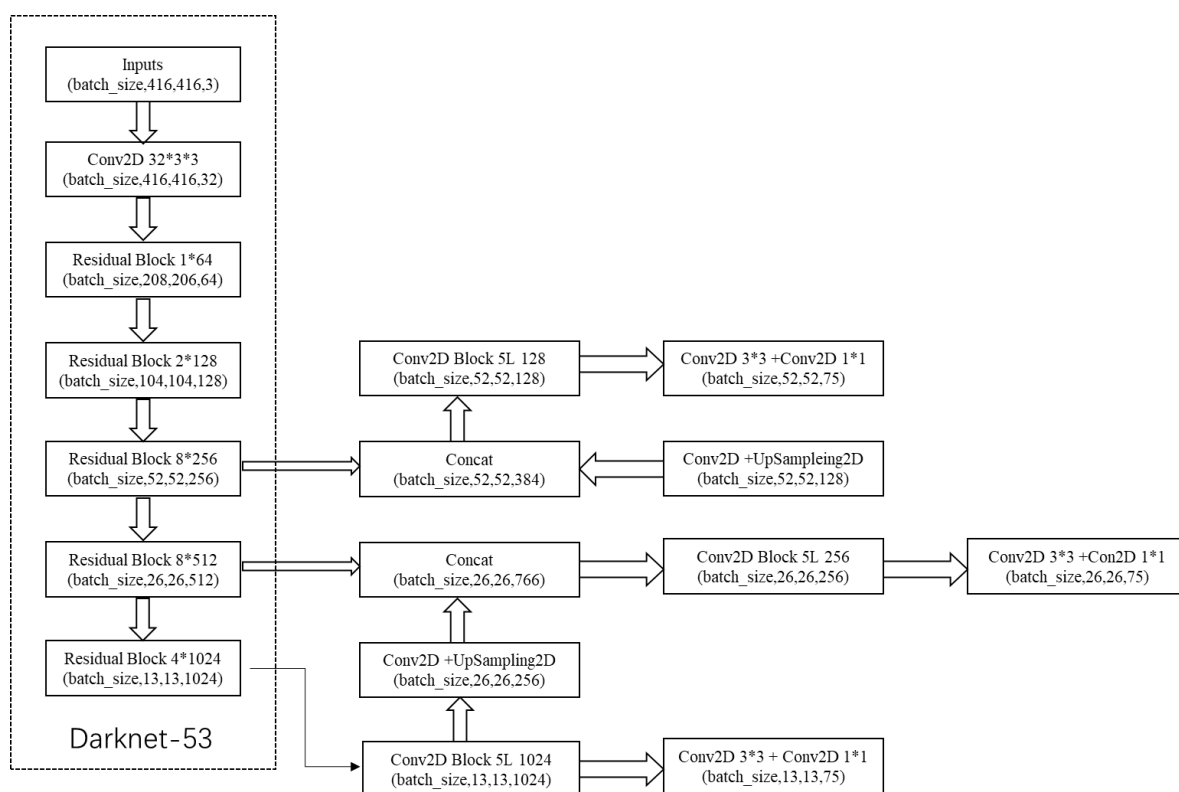 Inputs
(batch_size,416,416,3)
Conv2D 32*3*3
(batch_size,416,416,32)
Residual Block 1*64
(batch_size,208,206,64)
Residual Block 2*128
(batch_size,104,104,128)
Conv2D Block 5L 128
(batch_size,52,52,128)
Conv2D 3*3 +Conv2D 1*1
(batch_size,52,52,75)
Residual Block 8*256
(batch_size,52,52,256)
Concat
(batch_size,52,52,384)
Conv2D +UpSampleing2D
(batch_size,52,52,128)
Residual Block 8*512
(batch_size,26,26,512)
Concat
(batch_size,26,26,766)
Conv2D Block 5L 256
(batch_size,26,26,256)
Conv2D 3*3 +Con2D 1*1
(batch_size,26,26,75)
Residual Block 4*1024
(batch_size,13,13,1024)
Conv2D +UpSampling2D
(batch_size,26,26,256)
Darknet-53
Conv2D Block 5L 1024
(batch_size,13,13,1024)
Conv2D 3*3 + Conv2D 1*1
(batch_size,13,13,75)